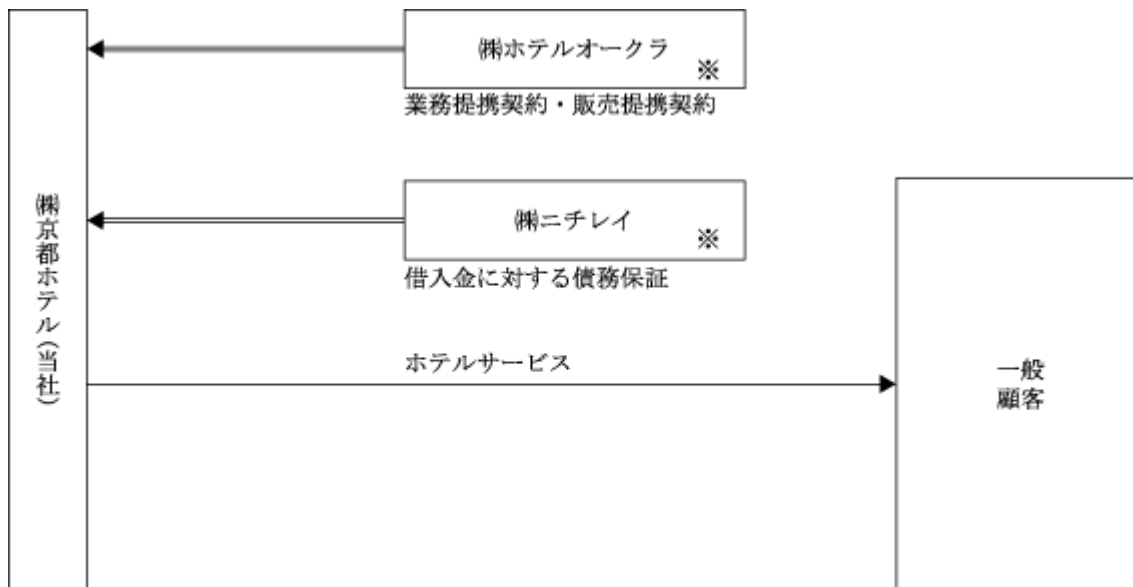 ㈱ホテルオークラ
※
業務提携契約・販売提携契約
㈱京都ホテル(当社)
㈱ニチレイ
※
借入金に対する債務保証
ホテルサービス
一般
顧客